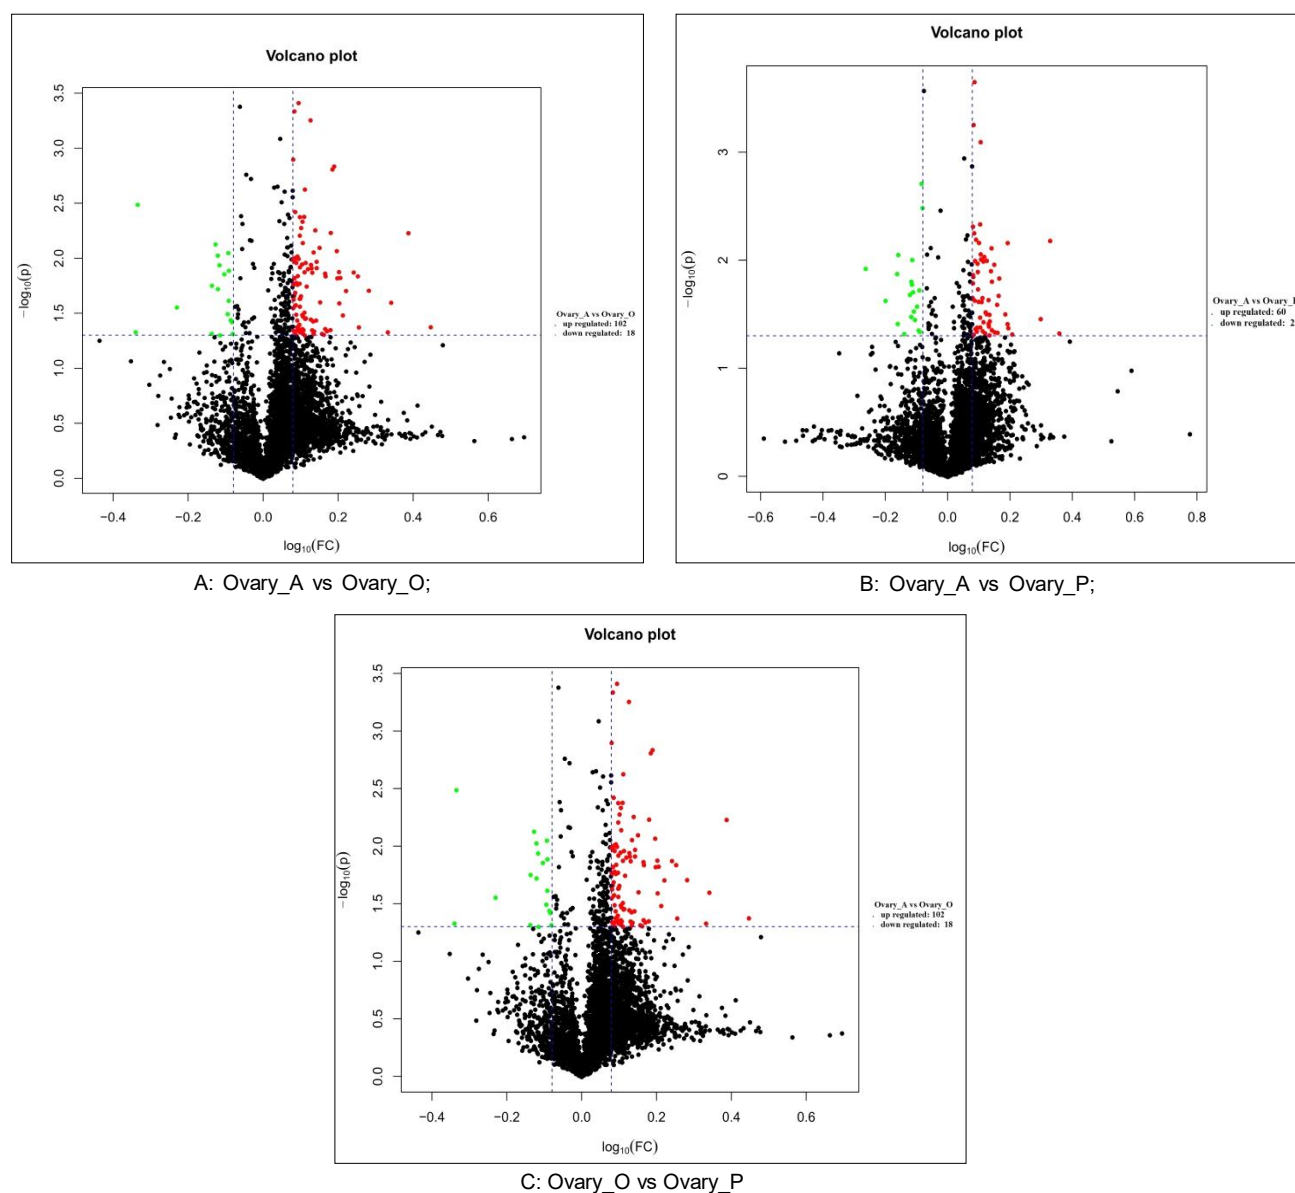 Volcano plot
3.5
3.0
2.5
2.0
1.5
1.0
0.5
0.0
−log10(p)
−0.4 −0.2 0.0 0.2 0.4 0.6
log10(FC)
Ovary_A vs Ovary_O
up regulated: 102
down regulated: 18
A: Ovary_A vs Ovary_O;
Volcano plot
3
2
1
0
−log10(p)
−0.6 −0.4 −0.2 0.0 0.2 0.4 0.6 0.8
log10(FC)
Ovary_A vs Ovary_
up regulated: 60
down regulated: 2
B: Ovary_A vs Ovary_P;
Volcano plot
3.5
3.0
2.5
2.0
1.5
1.0
0.5
0.0
−log10(p)
−0.4 −0.2 0.0 0.2 0.4 0.6
log10(FC)
Ovary_A vs Ovary_O
up regulated: 102
down regulated: 18
C: Ovary_O vs Ovary_P